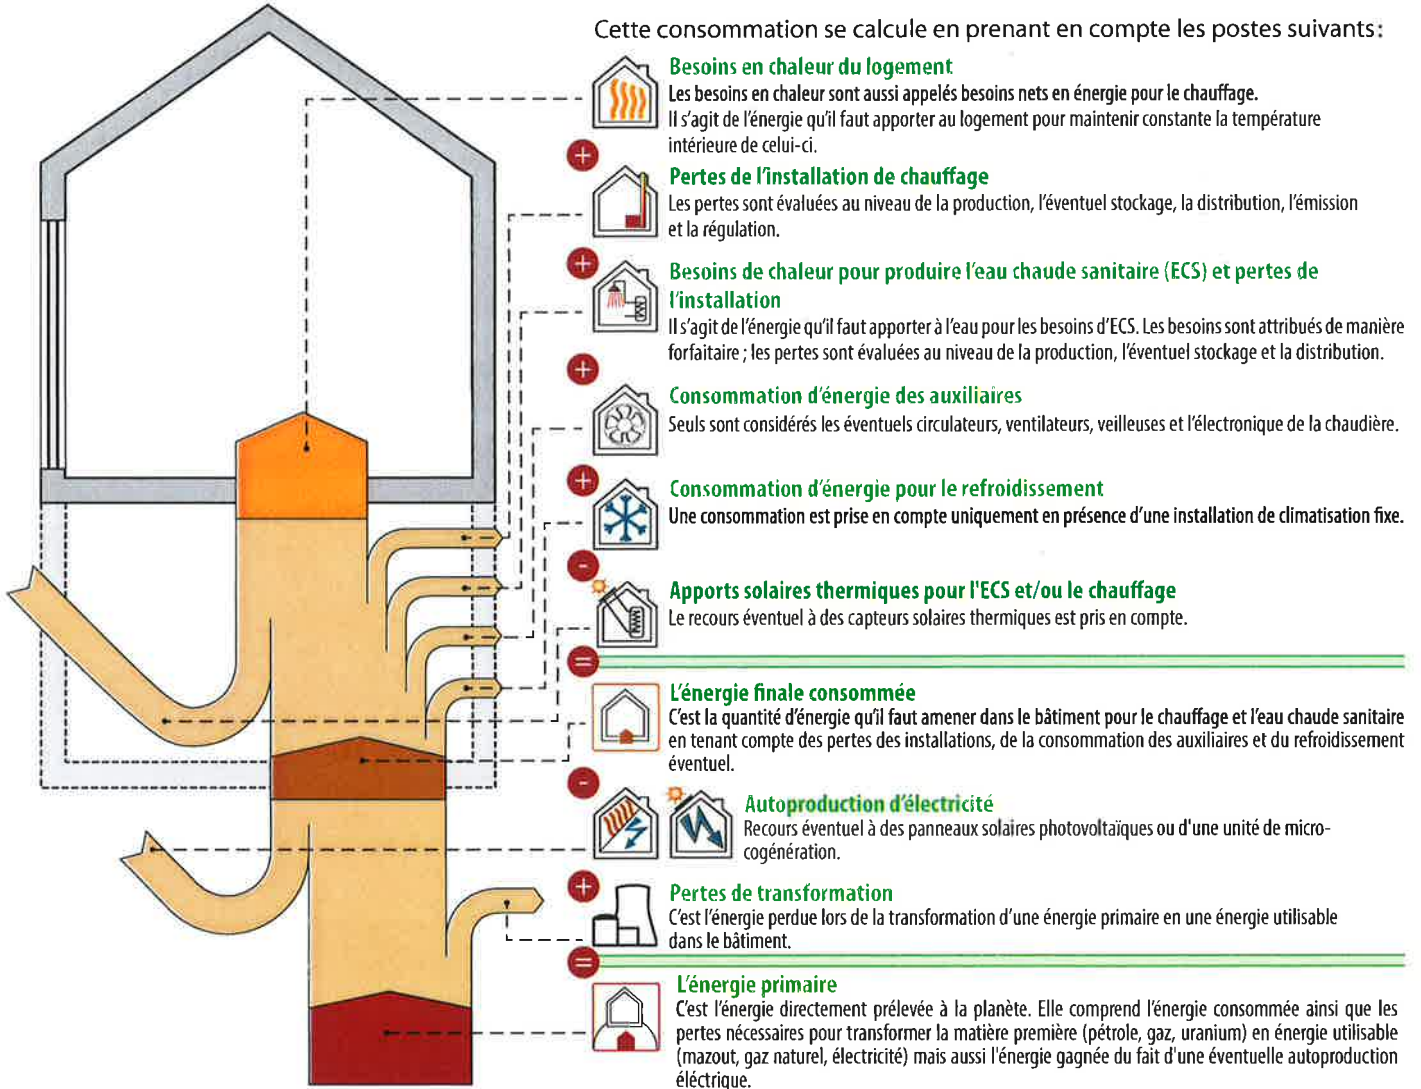 Cette consommation se calcule en prenant en compte les postes suivants:
Besoins en chaleur du logement
Les besoins en chaleur sont aussi appelés besoins nets en énergie pour le chauffage.
Il s'agit de l'énergie qu'il faut apporter au logement pour maintenir constante la température
intérieure de celui-ci.
+
Pertes de l'installation de chauffage
Les pertes sont évaluées au niveau de la production, l'éventuel stockage, la distribution, l'émission
et la régulation.
+
Besoins de chaleur pour produire l'eau chaude sanitaire (ECS) et pertes de
l'installation
Il s'agit de l'énergie qu'il faut apporter à l'eau pour les besoins d'ECS. Les besoins sont attribués de manière
forfaitaire ; les pertes sont évaluées au niveau de la production, l'éventuel stockage et la distribution.
+
Consommation d'énergie des auxiliaires
Seuls sont considérés les éventuels circulateurs, ventilateurs, veilleuses et l'électronique de la chaudière.
+
Consommation d'énergie pour le refroidissement
Une consommation est prise en compte uniquement en présence d'une installation de climatisation fixe.
-
Apports solaires thermiques pour l'ECS et/ou le chauffage
Le recours éventuel à des capteurs solaires thermiques est pris en compte.
=
L'énergie finale consommée
C'est la quantité d'énergie qu'il faut amener dans le bâtiment pour le chauffage et l'eau chaude sanitaire
en tenant compte des pertes des installations, de la consommation des auxiliaires et du refroidissement
éventuel.
-
Autoproduction d'électricité
Recours éventuel à des panneaux solaires photovoltaïques ou d'une unité de micro-
cogénération.
+
Pertes de transformation
C'est l'énergie perdue lors de la transformation d'une énergie primaire en une énergie utilisable
dans le bâtiment.
=
L'énergie primaire
C'est l'énergie directement prélevée à la planète. Elle comprend l'énergie consommée ainsi que les
pertes nécessaires pour transformer la matière première (pétrole, gaz, uranium) en énergie utilisable
(mazout, gaz naturel, électricité) mais aussi l'énergie gagnée du fait d'une éventuelle autoproduction
électrique.